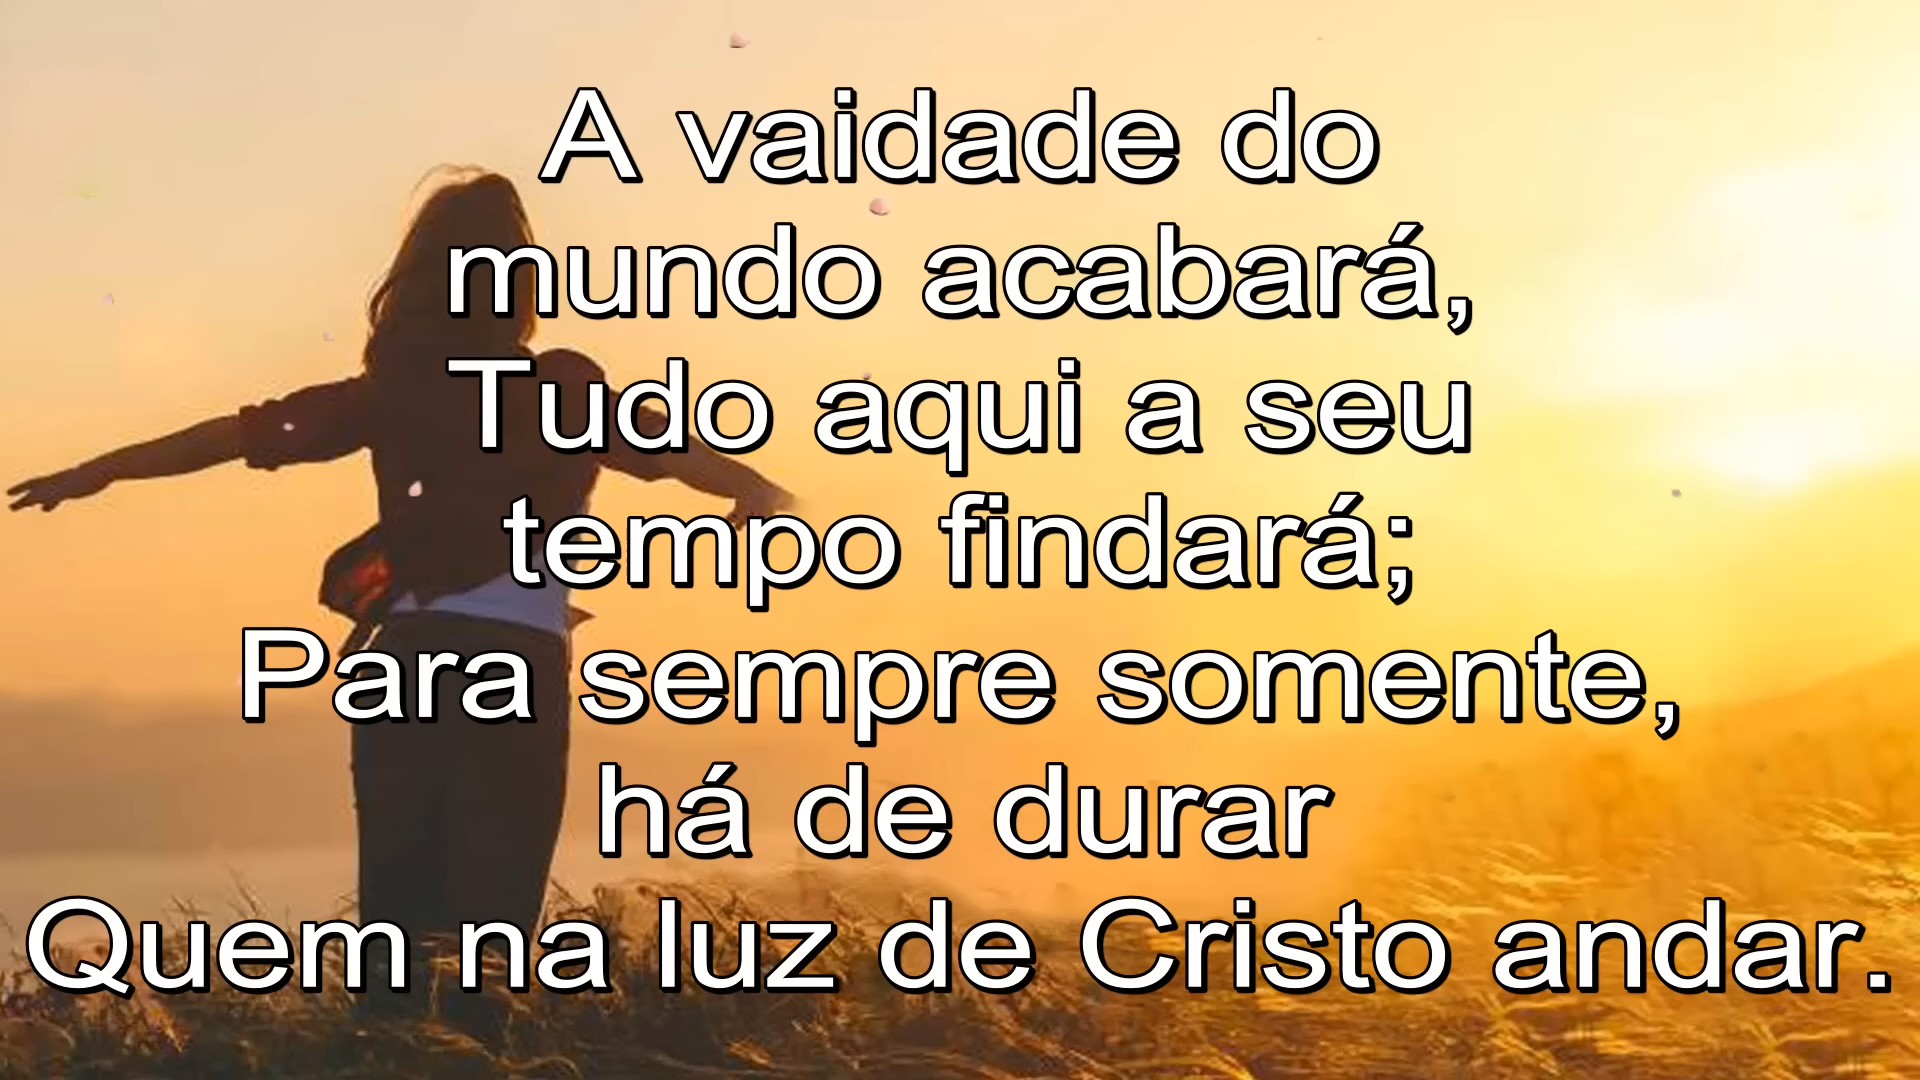 A vaidade do
mundo acabará,
Tudo aqui a seu
tempo findará;
Para sempre somente,
há de durar
Quem na luz de Cristo andar.